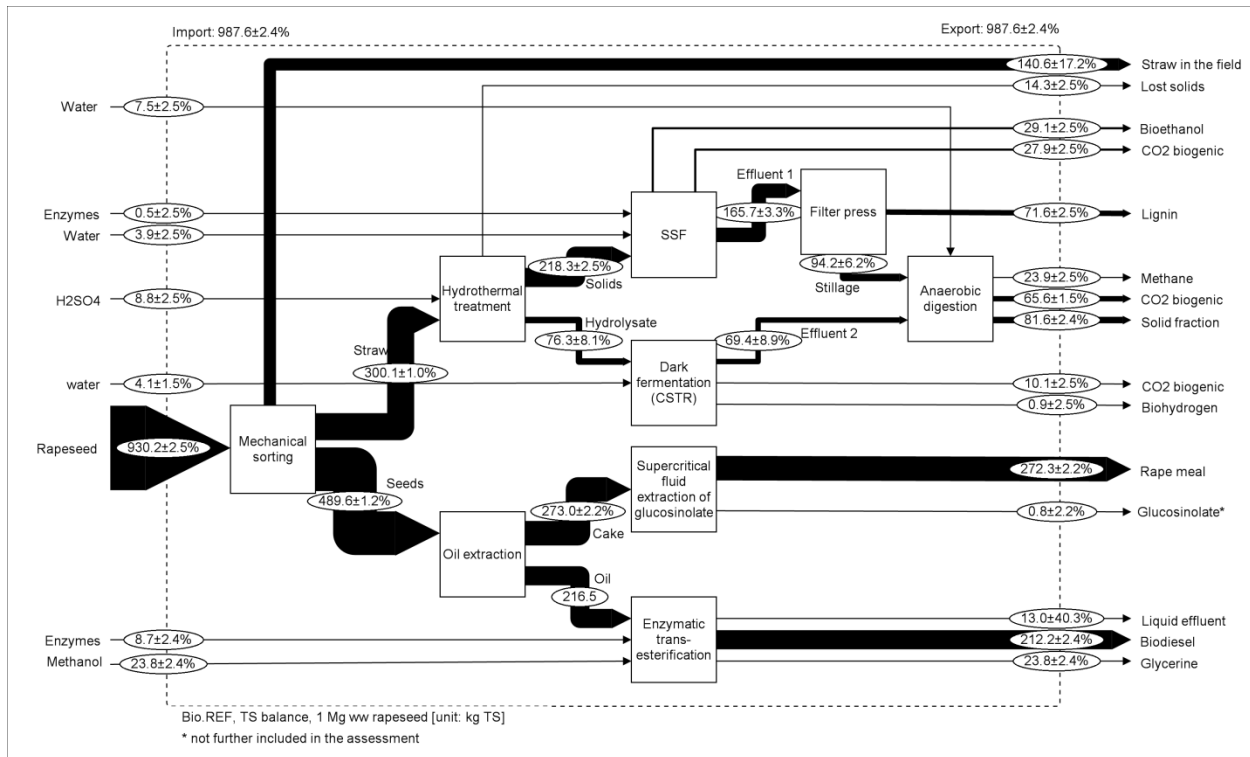 Import: 987.6±2.4%
Export: 987.6±2.4%
140.6±17.2%
Straw in the field
14.3±2.5%
Lost solids
Water
7.5±2.5%
29.1±2.5%
Bioethanol
27.9±2.5%
CO2 biogenic
Effluent 1
Enzymes
0.5±2.5%
165.7±3.3%
Filter press
71.6±2.5%
Lignin
Water
3.9±2.5%
SSF
218.3±2.5%
Solids
94.2±6.2%
Stillage
Anaerobic
digestion
23.9±2.5%
Methane
H2SO4
8.8±2.5%
Hydrothermal
treatment
65.6±1.5%
CO2 biogenic
81.6±2.4%
Solid fraction
Hydrolysate
76.3±8.1%
69.4±8.9%
Effluent 2
Straw
300.1±1.0%
Dark
fermentation
(CSTR)
water
4.1±1.5%
10.1±2.5%
CO2 biogenic
0.9±2.5%
Biohydrogen
Rapeseed
930.2±2.5%
Mechanical
sorting
Supercritical
fluid
extraction of
glucosinolate
272.3±2.2%
Rape meal
Seeds
489.6±1.2%
273.0±2.2%
Cake
0.8±2.2%
Glucosinolate*
Oil extraction
Oil
216.5
Enzymatic
trans-
esterification
13.0±40.3%
Liquid effluent
Enzymes
8.7±2.4%
212.2±2.4%
Biodiesel
Methanol
23.8±2.4%
23.8±2.4%
Glycerine
Bio.REF, TS balance, 1 Mg ww rapeseed [unit: kg TS]
* not further included in the assessment